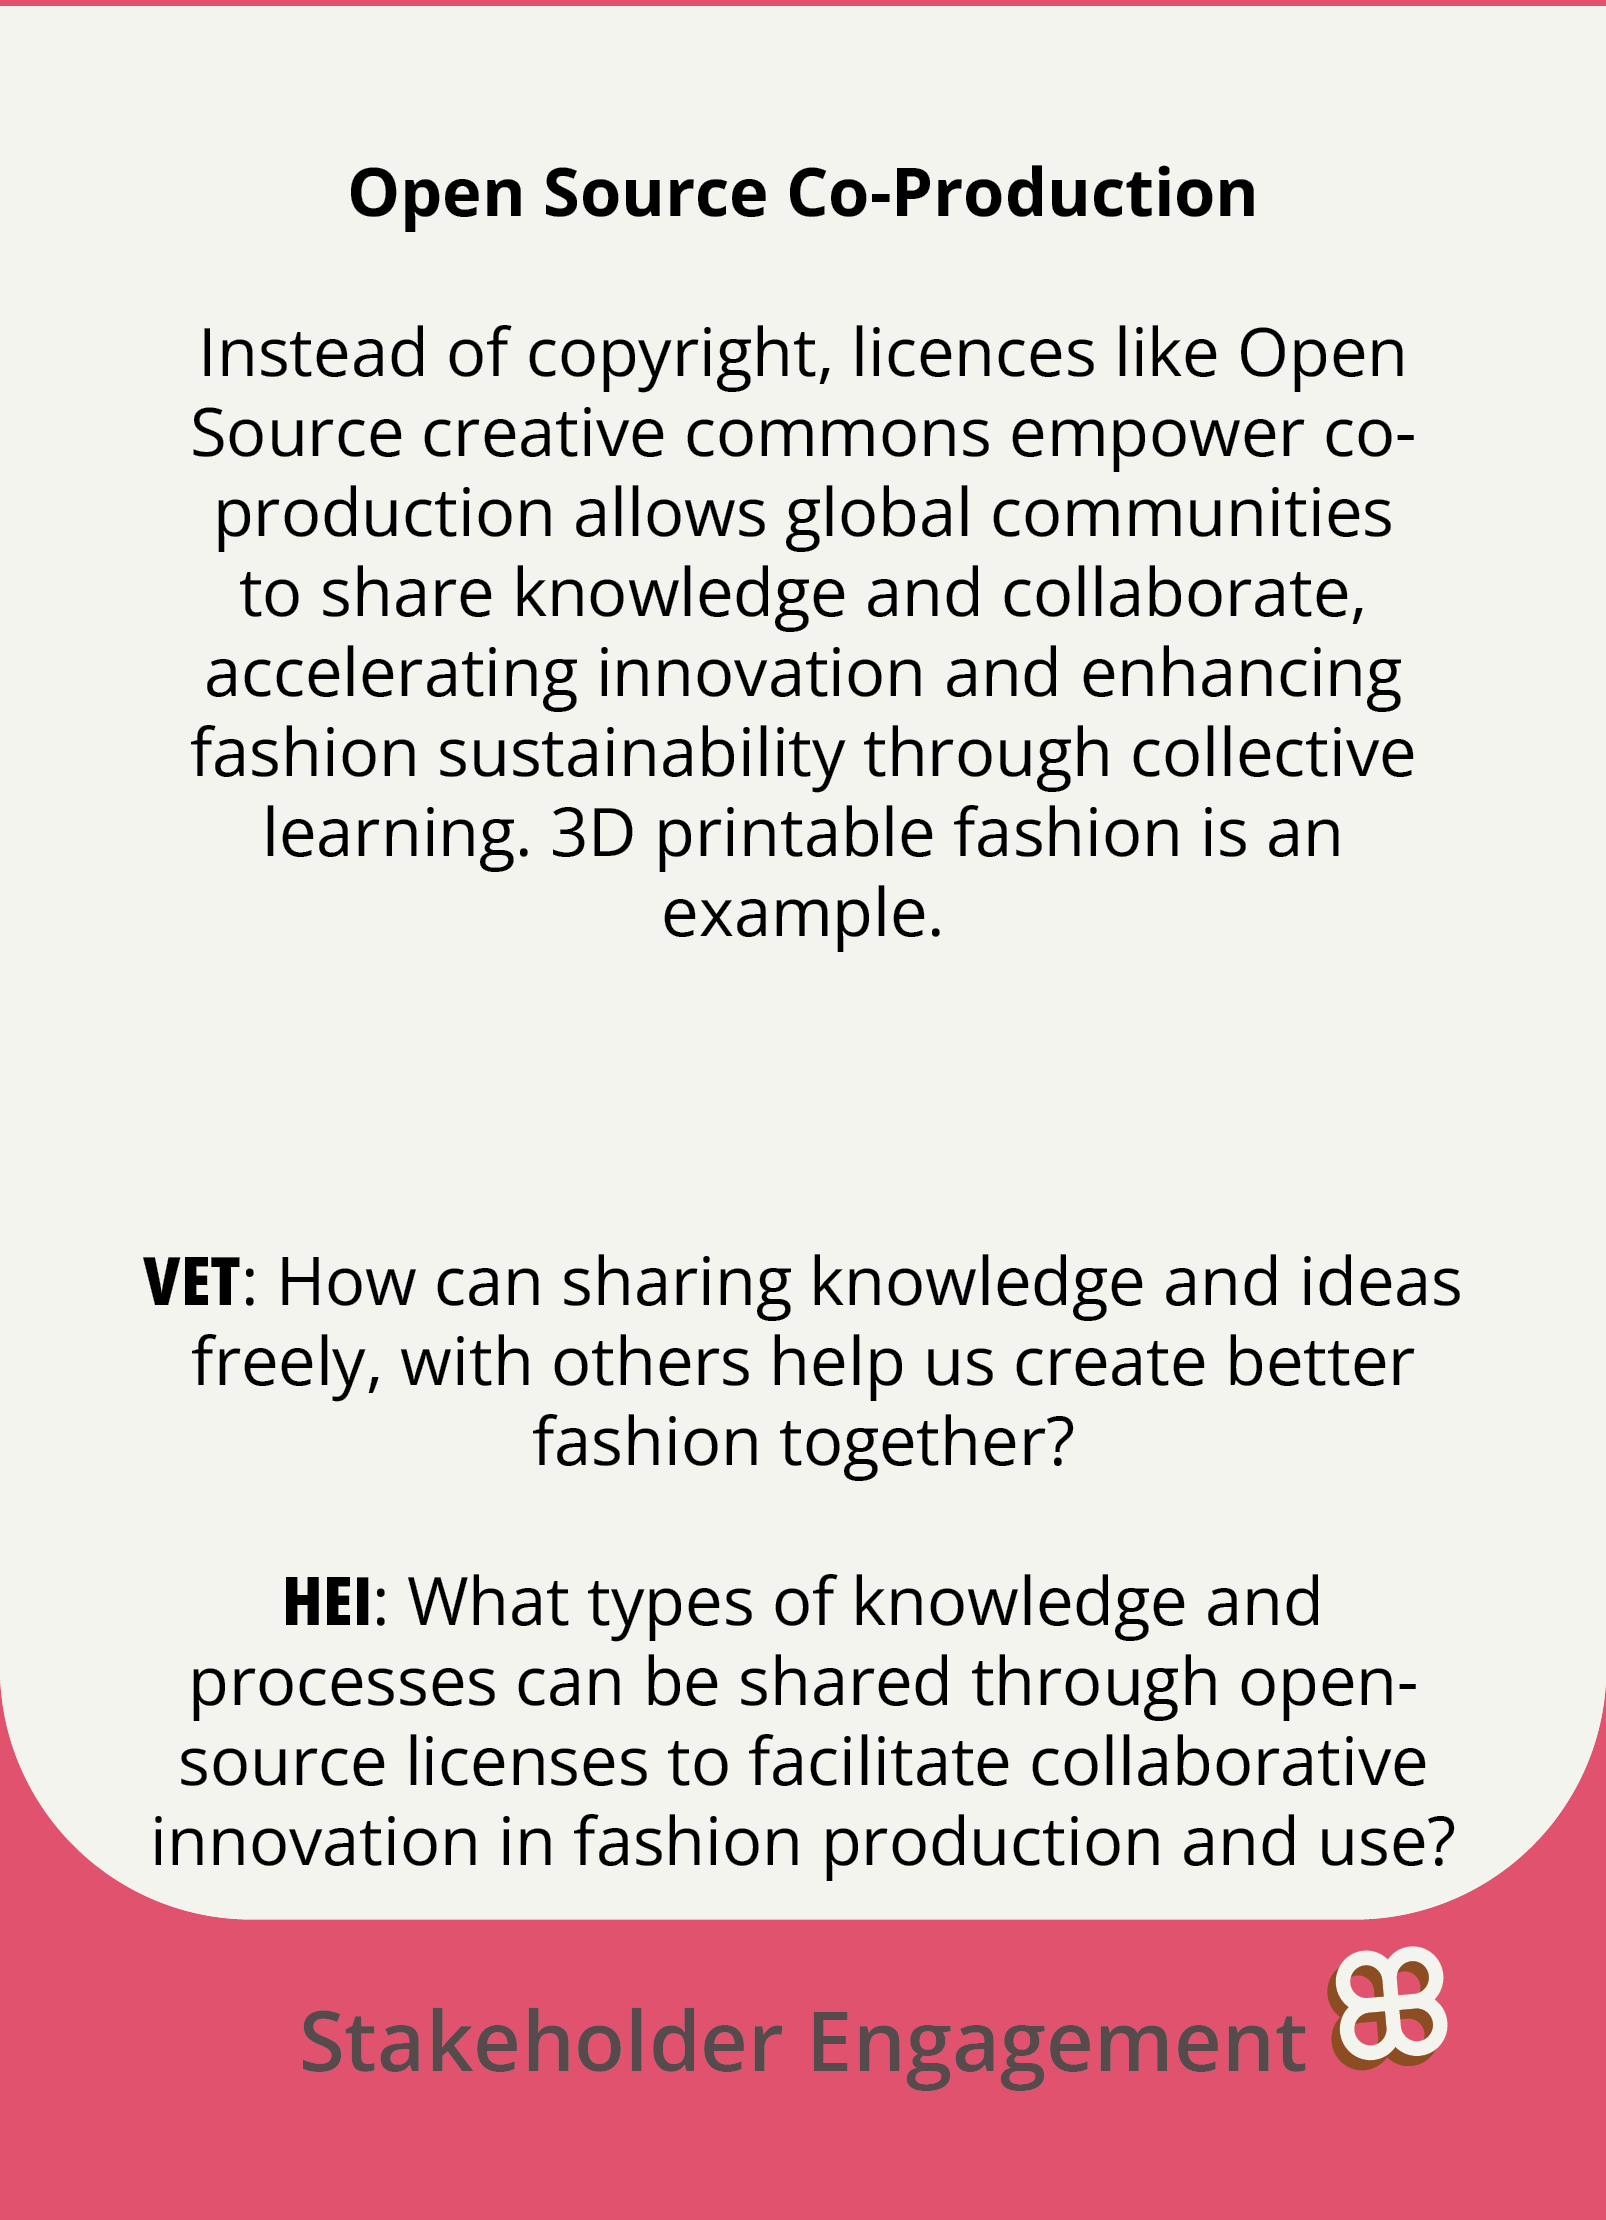 Open Source Co-Production
Instead of copyright, licences like Open
Source creative commons empower co-
production allows global communities
to share knowledge and collaborate,
accelerating innovation and enhancing
fashion sustainability through collective
learning. 3D printable fashion is an
example.
VET: How can sharing knowledge and ideas
freely, with others help us create better
fashion together?
HEI: What types of knowledge and
processes can be shared through open-
source licenses to facilitate collaborative
innovation in fashion production and use?
Stakeholder Engagement